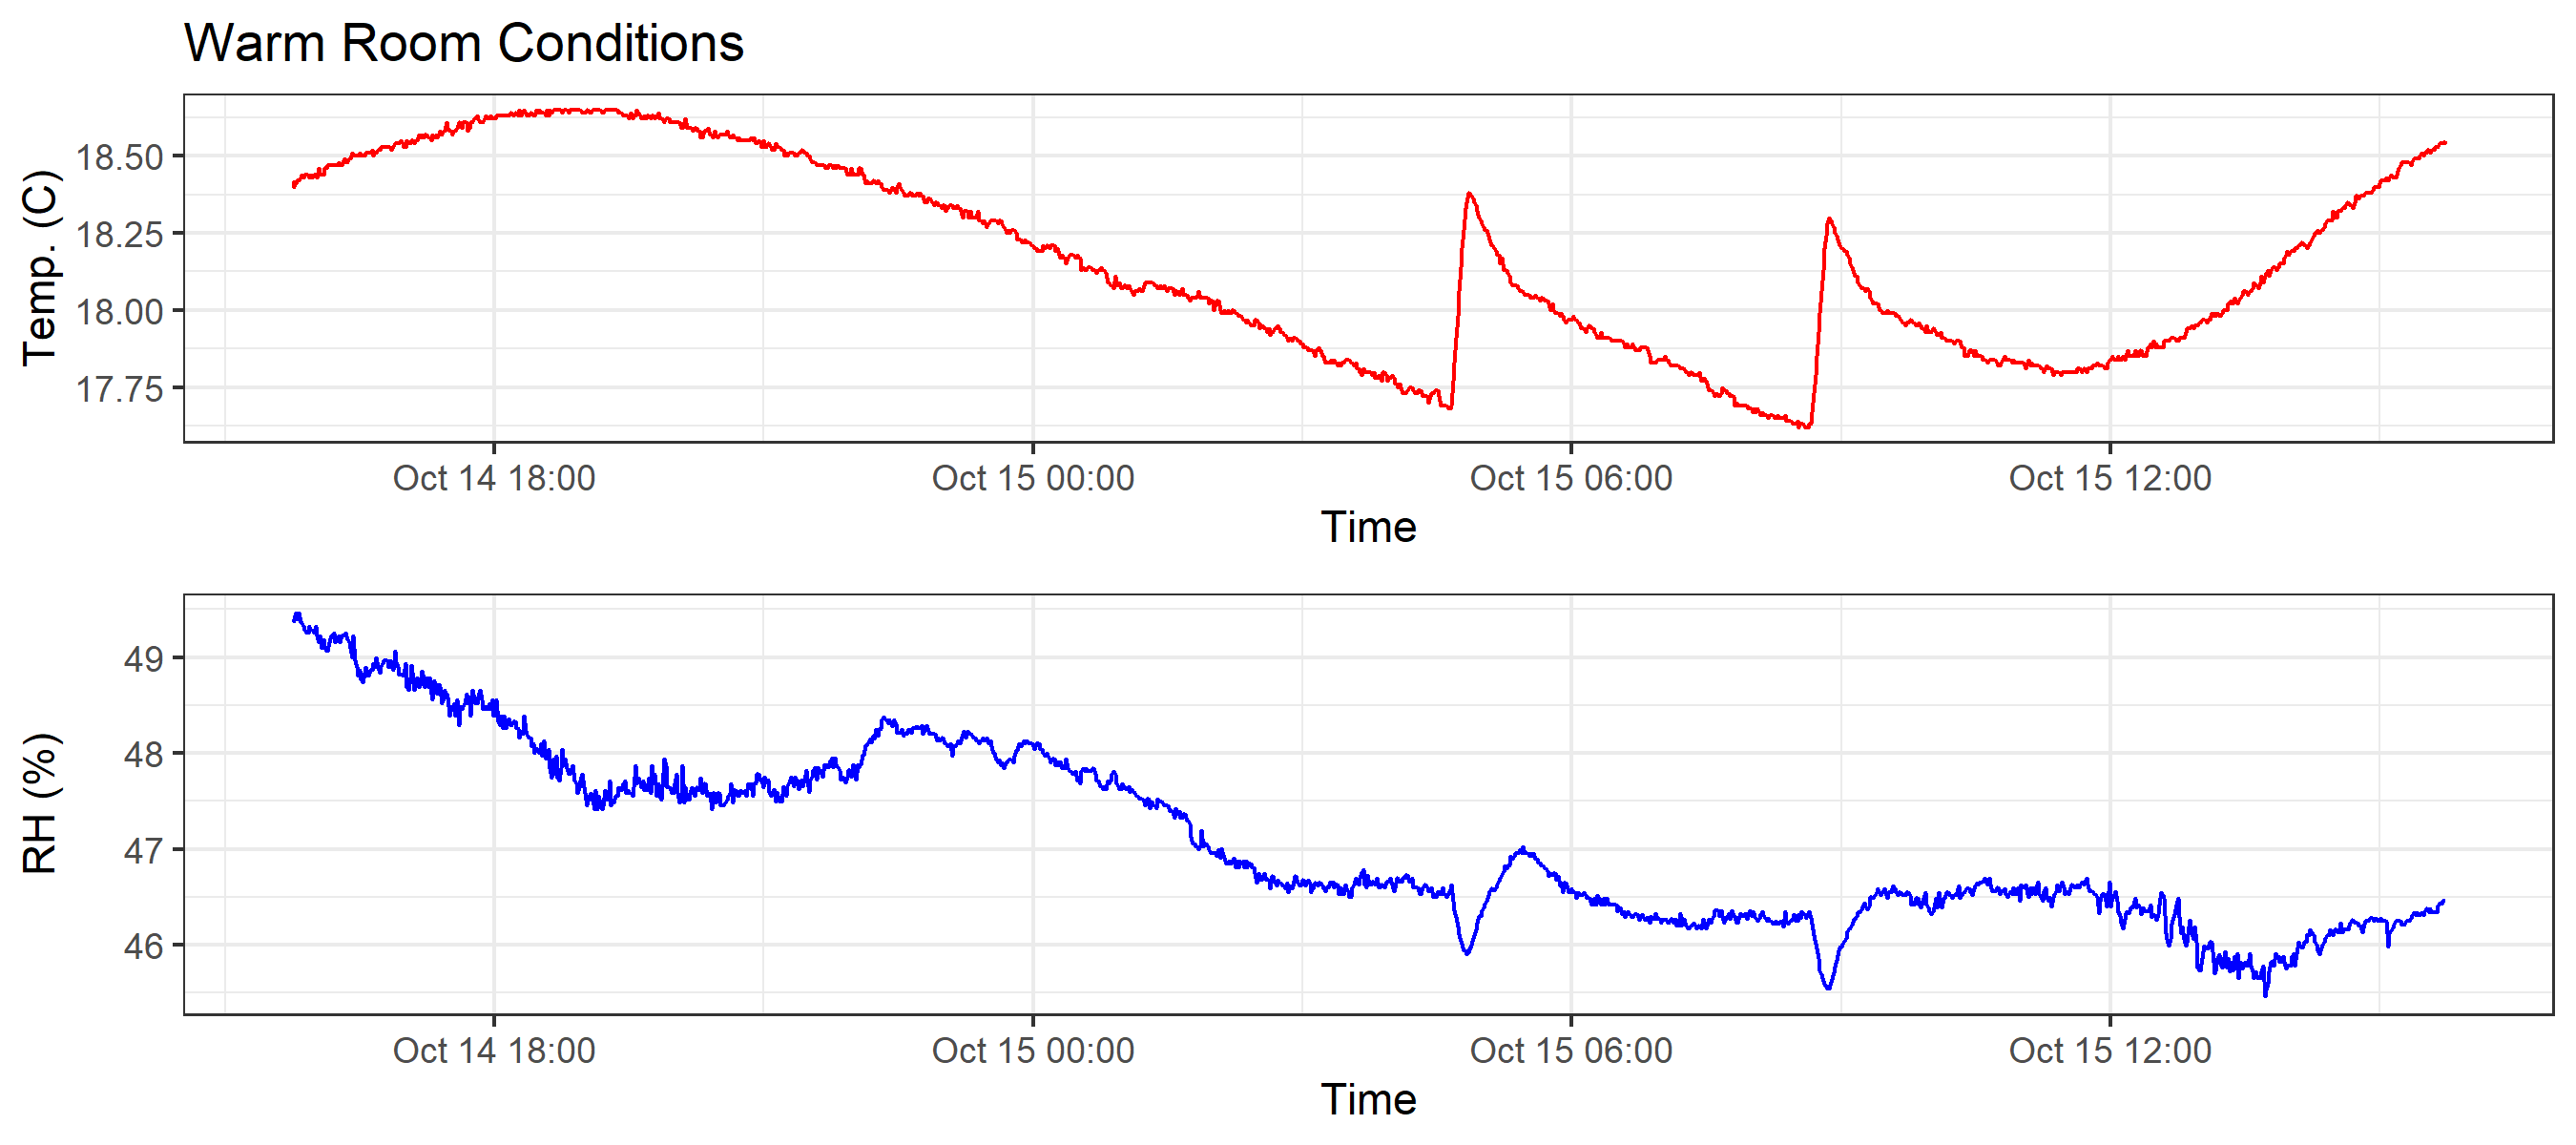 Warm Room Conditions
Temp. (C)
18.50
18.25
18.00
17.75
Oct 14 18:00 Oct 15 00:00 Oct 15 06:00 Oct 15 12:00
Time
RH (%)
49
48
47
46
Oct 14 18:00 Oct 15 00:00 Oct 15 06:00 Oct 15 12:00
Time